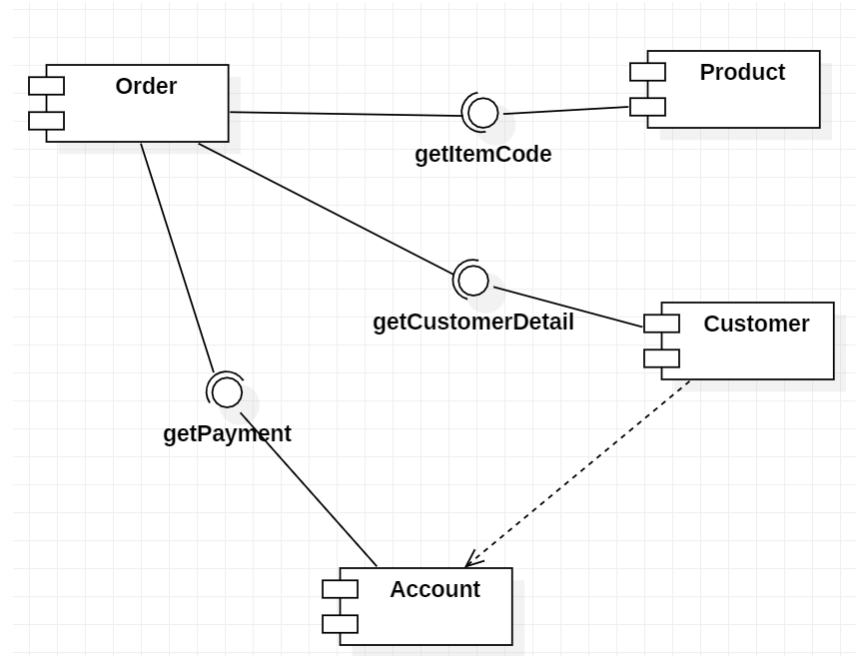 Order
Product
getItemCode
getCustomerDetail
Customer
getPayment
Account